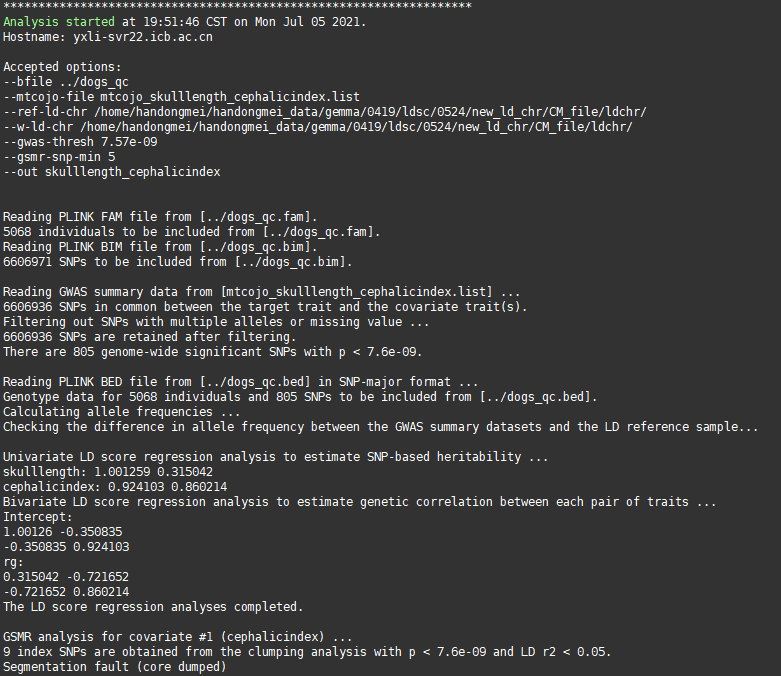 *******************************************************************
Analysis started at 19:51:46 CST on Mon Jul 05 2021.
Hostname: yxli-svr22.icb.ac.cn
Accepted options:
--bfile ../dogs_qc
--mtcojo-file mtcojo_skulllength_cephalicindex.list
--ref-ld-chr /home/handongmei/handongmei_data/gemma/0419/ldsc/0524/new_ld_chr/CM_file/ldchr/
--w-ld-chr /home/handongmei/handongmei_data/gemma/0419/ldsc/0524/new_ld_chr/CM_file/ldchr/
--gwas-thresh 7.57e-09
--gsmr-snp-min 5
--out skulllength_cephalicindex
Reading PLINK FAM file from [../dogs_qc.fam].
5068 individuals to be included from [../dogs_qc.fam].
Reading PLINK BIM file from [../dogs_qc.bim].
6606971 SNPs to be included from [../dogs_qc.bim].
Reading GWAS summary data from [mtcojo_skulllength_cephalicindex.list] ...
6606936 SNPs in common between the target trait and the covariate trait(s).
Filtering out SNPs with multiple alleles or missing value ...
6606936 SNPs are retained after filtering.
There are 805 genome-wide significant SNPs with p < 7.6e-09.
Reading PLINK BED file from [../dogs_qc.bed] in SNP-major format ...
Genotype data for 5068 individuals and 805 SNPs to be included from [../dogs_qc.bed].
Calculating allele frequencies ...
Checking the difference in allele frequency between the GWAS summary datasets and the LD reference sample...
Univariate LD score regression analysis to estimate SNP-based heritability ...
skulllength: 1.001259 0.315042
cephalicindex: 0.924103 0.860214
Bivariate LD score regression analysis to estimate genetic correlation between each pair of traits ...
Intercept:
1.00126 -0.350835
-0.350835 0.924103
rg:
0.315042 -0.721652
-0.721652 0.860214
The LD score regression analyses completed.
GSMR analysis for covariate #1 (cephalicindex) ...
9 index SNPs are obtained from the clumping analysis with p < 7.6e-09 and LD r2 < 0.05.
Segmentation fault (core dumped)